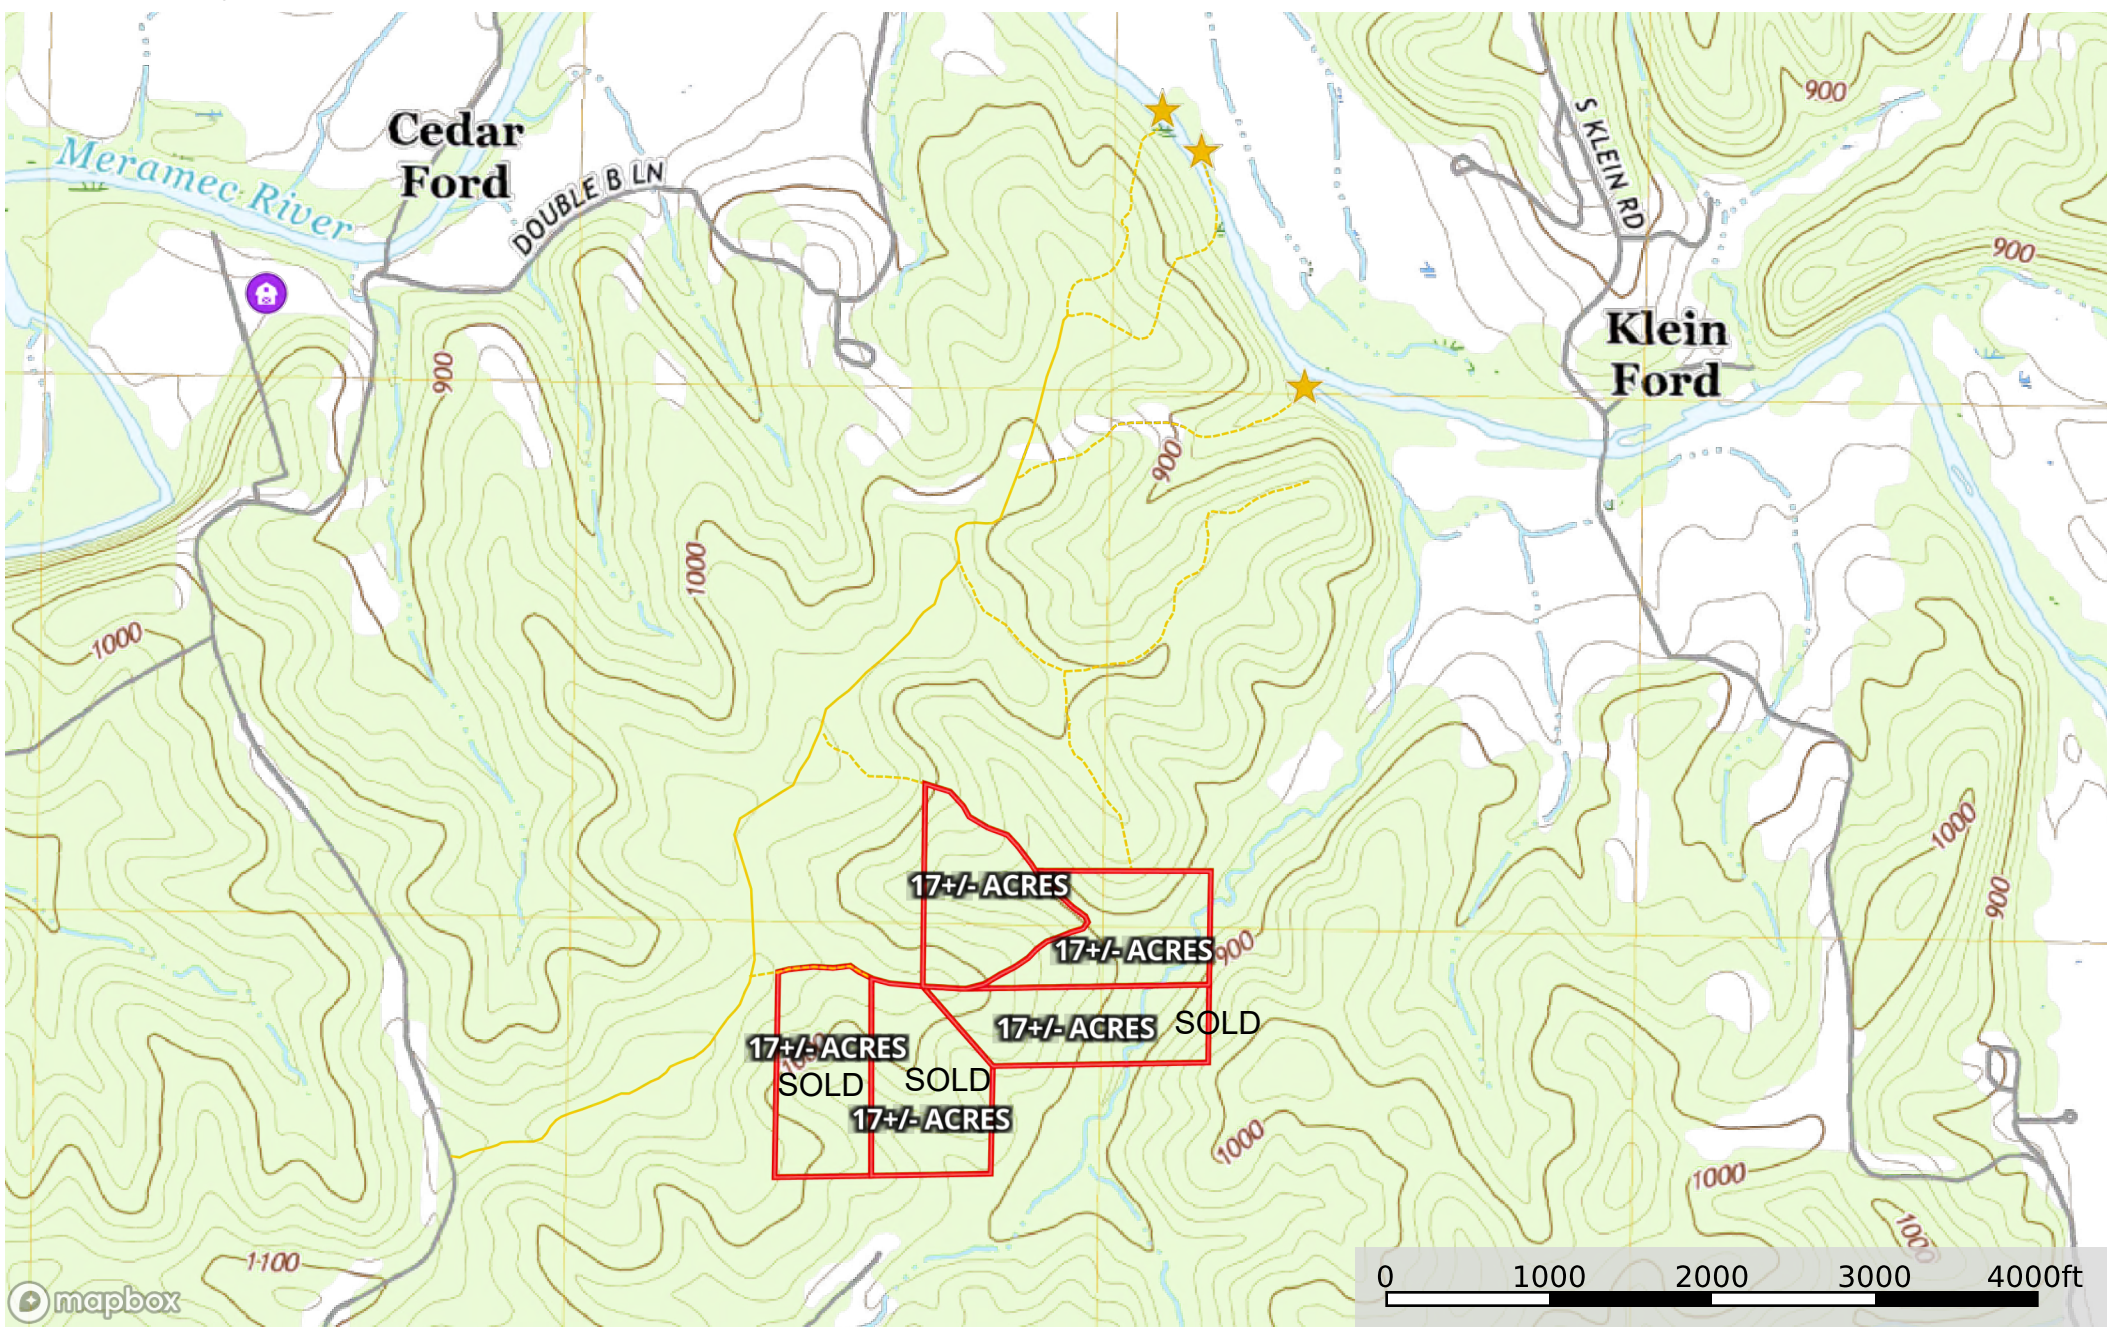 900
S KLEIN RD
Cedar
Ford
Meramec River
DOUBLE B LN
900
Klein
Ford
900
900
1000
1000
1000
17+/- ACRES
900
900
17+/- ACRES
17+/- ACRES
SOLD
17+/- ACRES
SOLD
SOLD
17+/- ACRES
1000
1000
1000
1100
mapbox
0 1000 2000 3000 4000ft